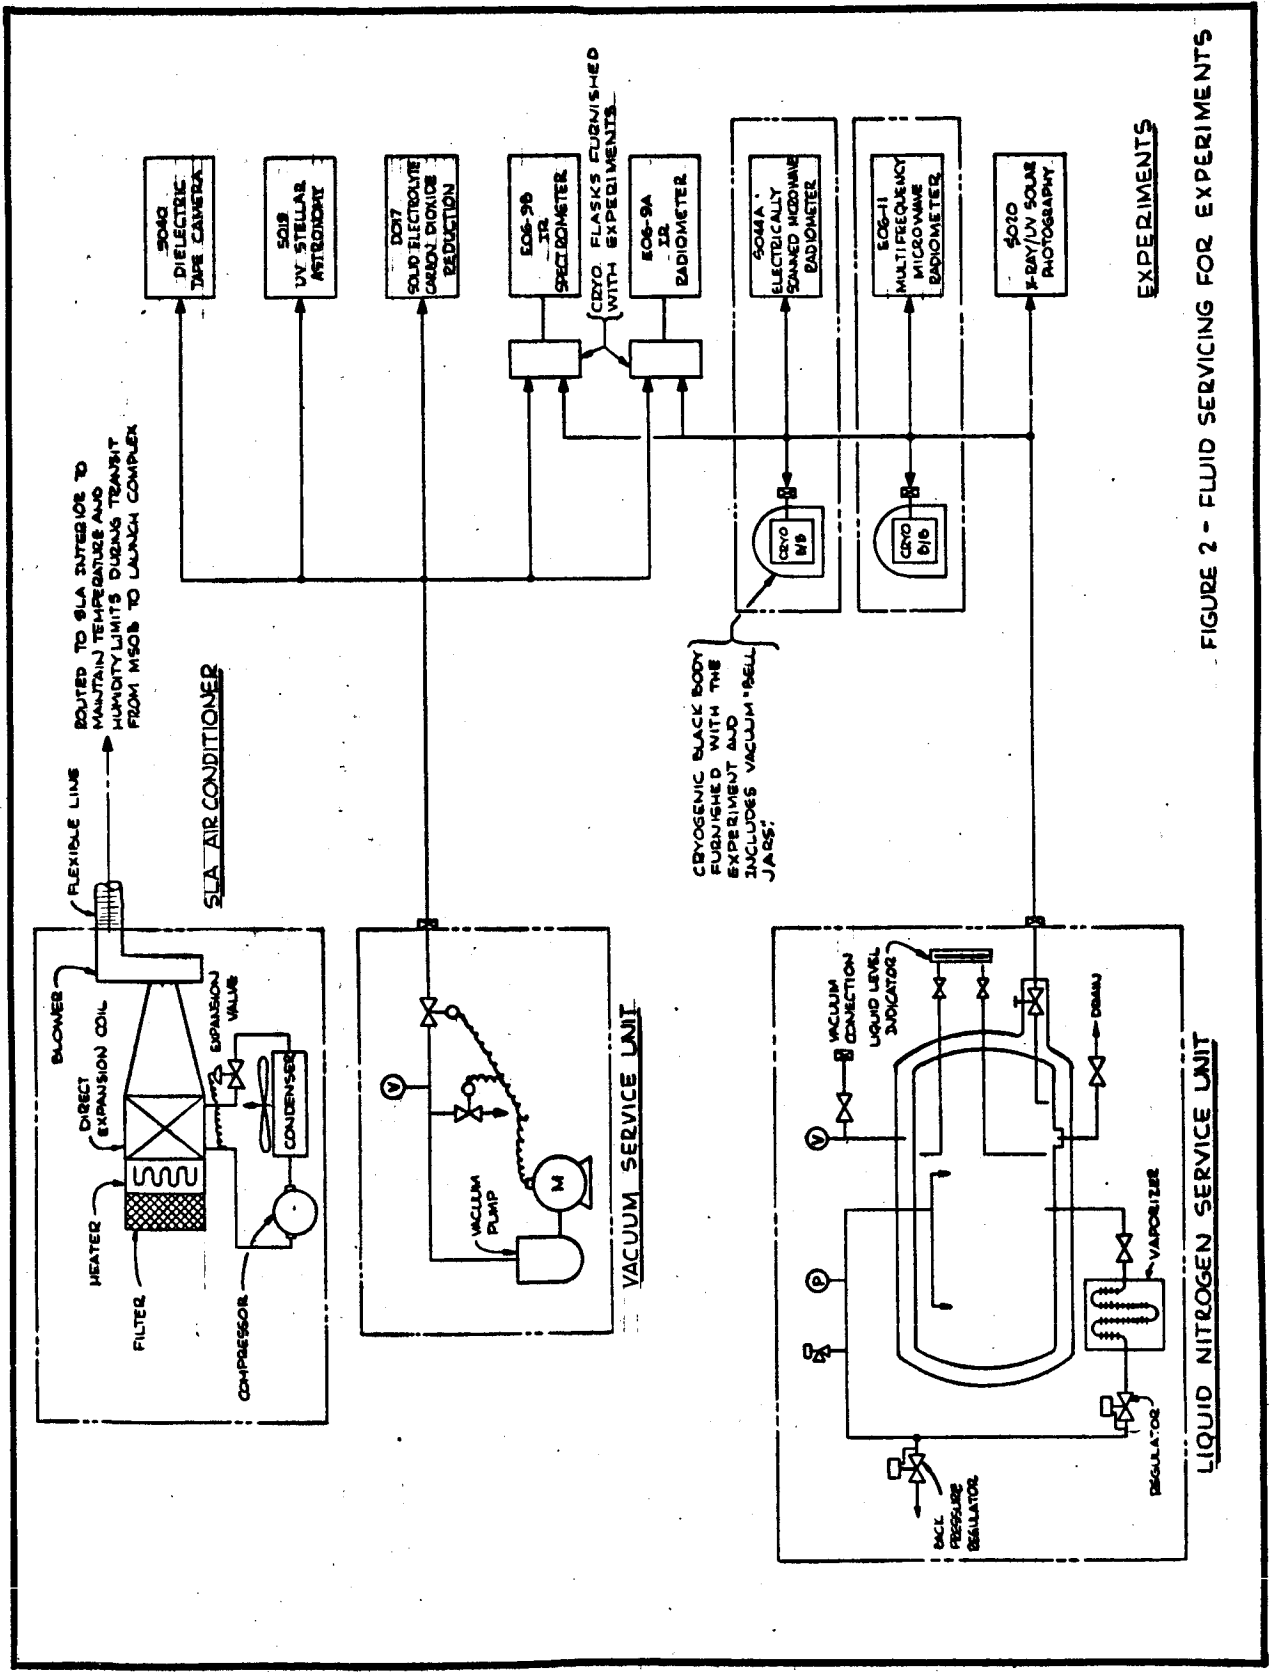 ROUTED TO SLA INTERIOR TO
MAINTAIN TEMPERATURE AND
HUMIDITY LIMITS DURING TRANSIT
FROM MSOB TO LAUNCH COMPLEX
FLEXIBLE LINE
BLOWER
DIRECT
EXPANSION COIL
HEATER
FILTER
EXPANSION
VALVE
CONDENSER
COMPRESSOR
SLA AIR CONDITIONER
V
VACUUM
PUMP
M
VACUUM SERVICE UNIT
CRYOGENIC BLACK BODY
FURNISHED WITH THE
EXPERIMENT AND
INCLUDES VACUUM "BELL
JARS."
VACUUM
CONECTION
LIQUID LEVEL
INDICATOR
V
P
DRAIN
VAPORIZER
REGULATOR
BACK
PRESSURE
REGULATOR
LIQUID NITROGEN SERVICE UNIT
DIELECTRIC
TAPE CAMERA
S019
UV STELLAR
ASTRONOMY
D017
SOLID ELECTROLYTE
CARBON DIOXIDE
REDUCTION
E06-9B
IR
SPECTROMETER
CRYO. FLASKS FURNISHED
WITH EXPERIMENTS
E06-9A
IR
RADIOMETER
S044A
ELECTRICALLY
SCANNED MICROWAVE
RADIOMETER
CRYO
B/B
E06-11
MULTI FREQUENCY
MICROWAVE
RADIOMETER
CRYO
B/B
S020
X-RAY/UV SOLAR
PHOTOGRAPHY
EXPERIMENTS
FIGURE 2 - FLUID SERVICING FOR EXPERIMENTS